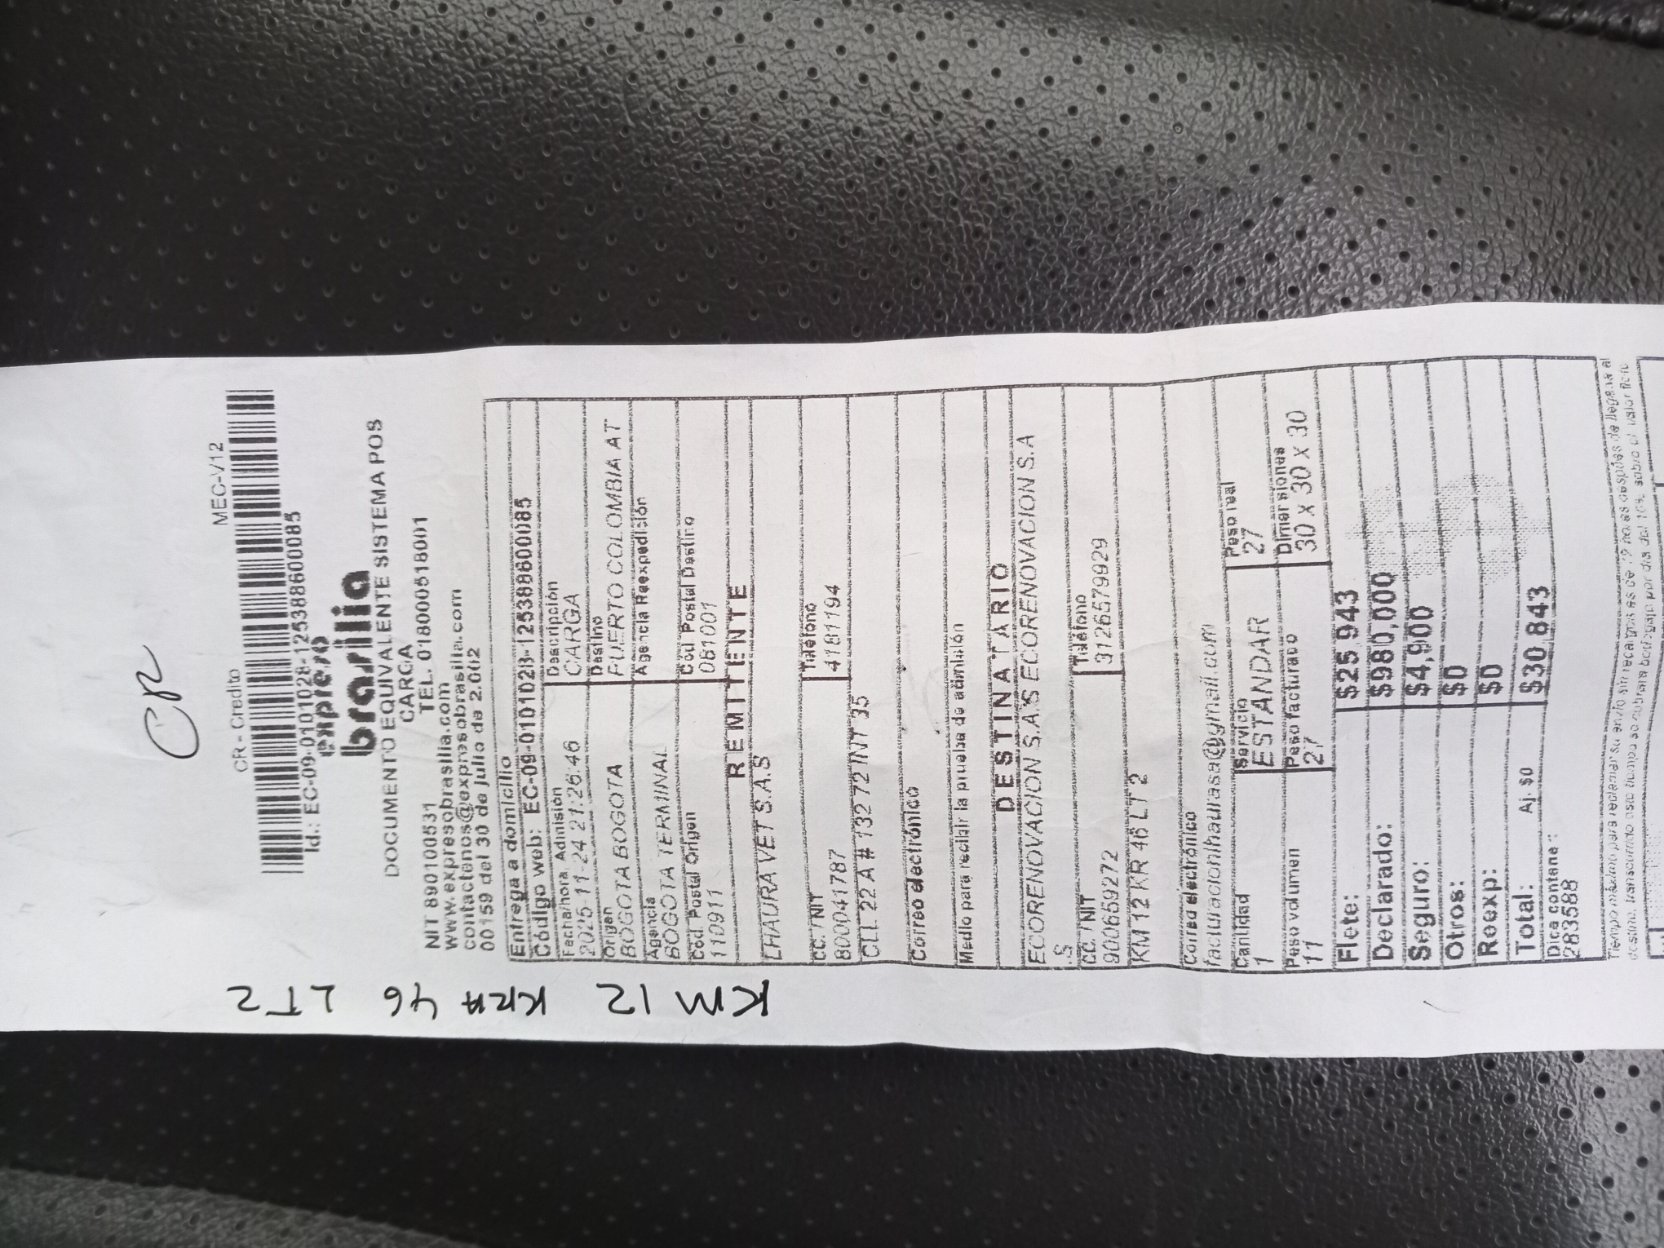 CR
MEC-V12
CR - Credito
Id.: EC-09-0101028-12538860085
expreso
brasilia
DOCUMENTO EQUIVALENTE SISTEMA POS
CARGA
NIT 890100531 TEL. 018000518001
www.expresobrasilia.com
contactenos@expresobrasilia.com
00159 del 30 de julio de 2.002
Entrega a domicilio
Código web: EC-09-0101028-12538860085
Fecha/hora Admisión Descripción
2025-11-24 21:26:46 CARGA
Origen Destino
BOGOTA BOGOTA PUERTO COLOMBIA AT
Agencia Agencia Reexpedición
BOGOTA TERMINAL
Cod. Postal Origen Cód Postal Destino
110911 081001
REMITENTE
LHAURA VET S.A.S
CC. / NIT Teléfono
800041787 4181194
CLL 22 A # 132 72 INT 35
Correo electrónico
Medio para recibir la prueba de admisión
DESTINATARIO
ECORENOVACION S.A.S ECORENOVACION S.A
.S
CC. / NIT Teléfono
900659272 3126579929
KM 12 KR 46 LT 2
Correo electrónico
Cantidad Servicio Peso real
1 ESTANDAR 27
Peso volumen Peso facturado Dimensiones
11 27 30 x 30 x 30
Flete: $25,943
Declarado: $980,000
Seguro: $4,900
Otros: $0
Reexp: $0
Total: Aj. $0 $30,843
Dice contener:
283588
KM 12 KRA 46 LT2